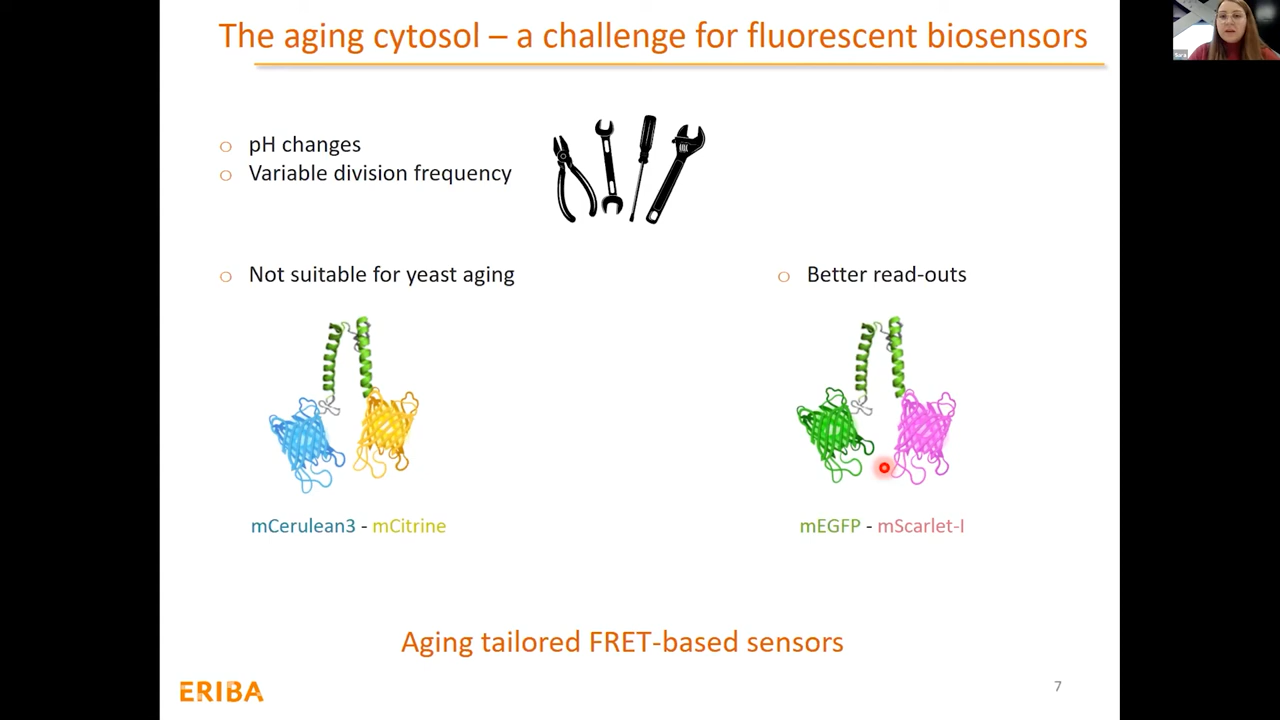 The aging cytosol – a challenge for fluorescent biosensors
pH changes
Variable division frequency
Not suitable for yeast aging
Better read-outs
mCerulean3 - mCitrine
mEGFP - mScarlet-I
Aging tailored FRET-based sensors
ERIBA
7
Sara